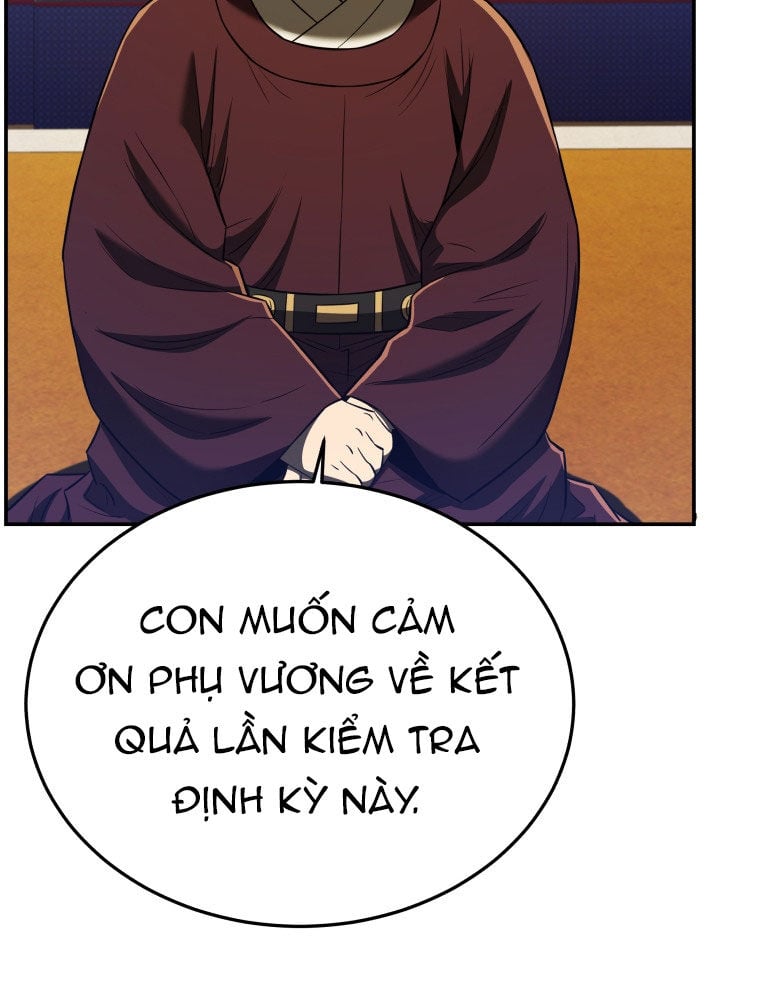 CON MUỐN CẢM
ƠN PHỤ VƯƠNG VỀ KẾT
QUẢ LẦN KIỂM TRA
ĐỊNH KỲ NÀY.